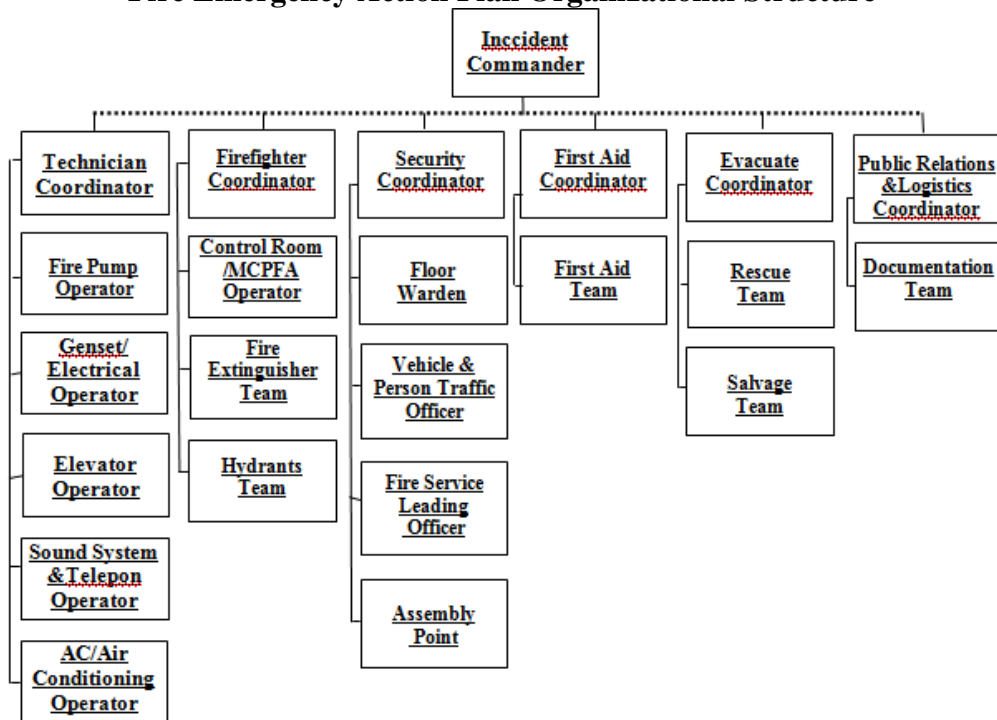 Fire Emergency Action Plan Organizational Structure
Inccident
Commander
Technician
Coordinator
Fire Pump
Operator
Genset/
Electrical
Operator
Elevator
Operator
Sound System
&Telepon
Operator
AC/Air
Conditioning
Operator
Firefighter
Coordinator
Control Room
/MCPFA
Operator
Fire
Extinguisher
Team
Hydrants
Team
Security
Coordinator
Floor
Warden
Vehicle &
Person Traffic
Officer
Fire Service
Leading
Officer
Assembly
Point
First Aid
Coordinator
First Aid
Team
Evacuate
Coordinator
Rescue
Team
Salvage
Team
Public Relations
&Logistics
Coordinator
Documentation
Team